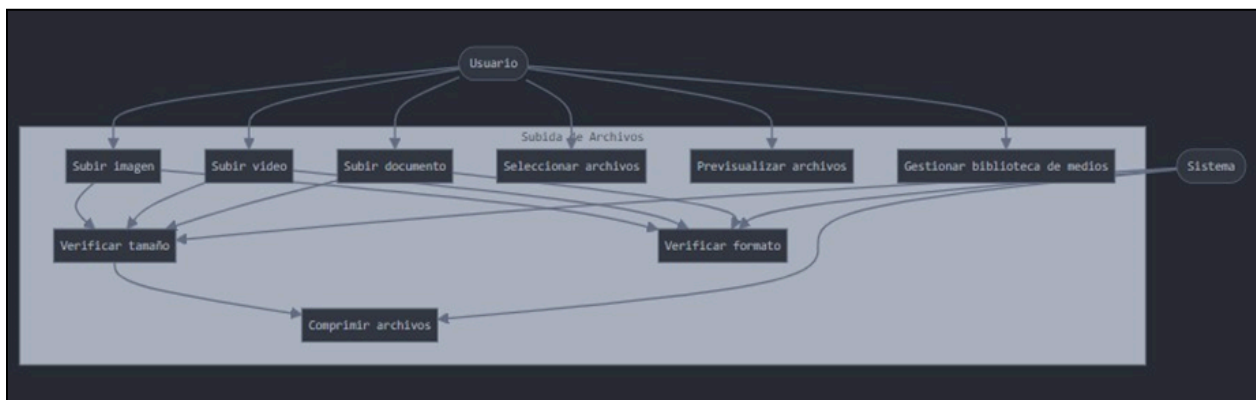 Usuario
Subida de Archivos
Subir imagen
Subir video
Subir documento
Seleccionar archivos
Previsualizar archivos
Gestionar biblioteca de medios
Sistema
Verificar tamaño
Verificar formato
Comprimir archivos